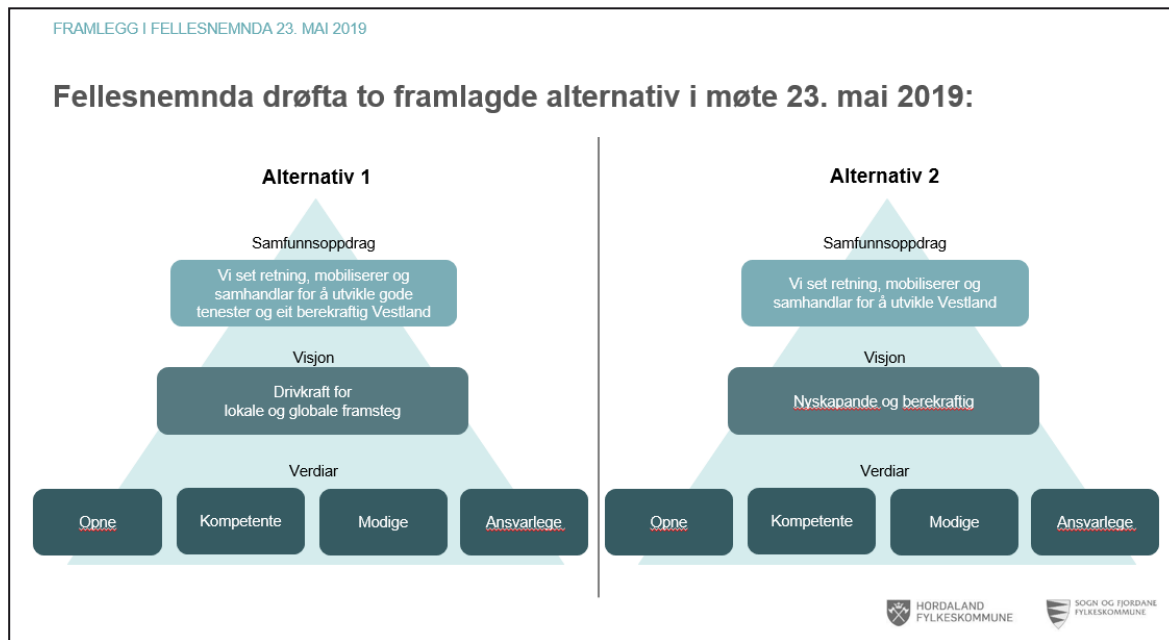 FRAMLEGG I FELLESNEMNDA 23. MAI 2019
Fellesnemnda drøfta to framlagde alternativ i møte 23. mai 2019:
Alternativ 1
Samfunnsoppdrag
Vi set retning, mobiliserer og
samhandlar for å utvikle gode
tenester og eit berekraftig Vestland
Visjon
Drivkraft for
lokale og globale framsteg
Verdiar
Opne
Kompetente
Modige
Ansvarlege
Alternativ 2
Samfunnsoppdrag
Vi set retning, mobiliserer og
samhandlar for å utvikle Vestland
Visjon
Nyskapande og berekraftig
Verdiar
Opne
Kompetente
Modige
Ansvarlege
HORDALAND
FYLKESKOMMUNE
SOGN OG FJORDANE
FYLKESKOMMUNE